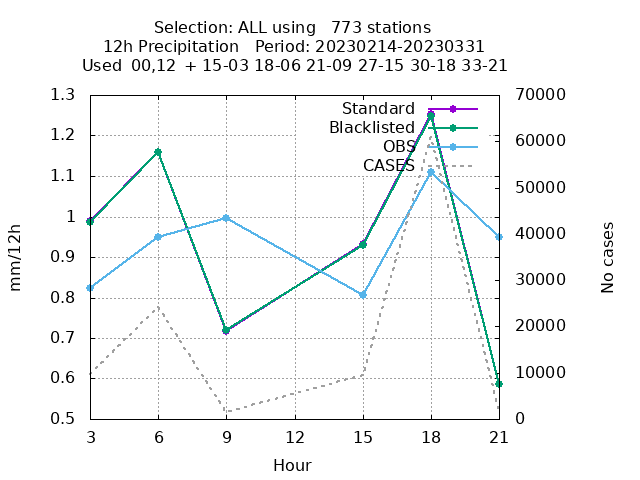 Selection: ALL using   773 stations
12h Precipitation   Period: 20230214-20230331
Used  00,12  + 15-03 18-06 21-09 27-15 30-18 33-21
1.3
1.2
1.1
1
0.9
0.8
0.7
0.6
0.5
mm/12h
Standard
Blacklisted
OBS
CASES
70000
60000
50000
40000
30000
20000
10000
0
No cases
3 6 9 12 15 18 21
Hour